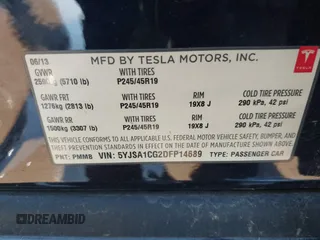 MFD BY TESLA MOTORS, INC.
06/13
GVWR WITH TIRES
(5710 lb) P245/45R19
GAWR FRT WITH TIRES RIM COLD TIRE PRESSURE
1276kg (2813 lb) P245/45R19 19X8 J 290 kPa, 42 psi
GAWR RR WITH TIRES RIM COLD TIRE PRESSURE
1500kg (3307 lb) P245/45R19 19X8 J 290 kPa, 42 psi
THIS VEHICLE CONFORMS TO ALL APPLICABLE
FEDERAL MOTOR VEHICLE SAFETY, BUMPER, AND
THEFT PREVENTION STANDARDS IN EFFECT ON THE
DATE OF MANUFACTURE SHOWN ABOVE.
PNT: PMMB VIN: 5YJSA1CG2DFP14689 TYPE: PASSENGER CAR
TESLA
© DREAMBID
AUTOBIDCAR